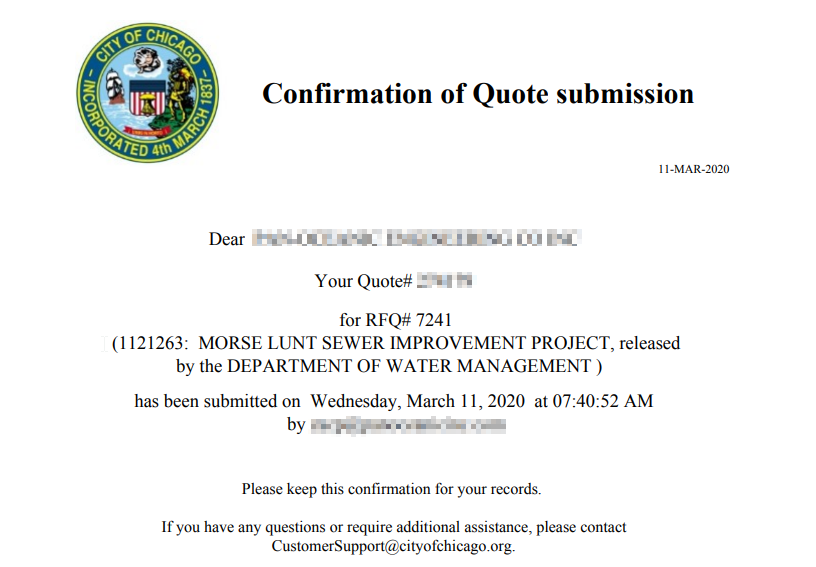 CITY OF CHICAGO
INCORPORATED 4th MARCH 1837
Confirmation of Quote submission
11-MAR-2020
Dear
Your Quote#
for RFQ# 7241
(1121263: MORSE LUNT SEWER IMPROVEMENT PROJECT, released
by the DEPARTMENT OF WATER MANAGEMENT )
has been submitted on Wednesday, March 11, 2020 at 07:40:52 AM
by
Please keep this confirmation for your records.
If you have any questions or require additional assistance, please contact
CustomerSupport@cityofchicago.org.